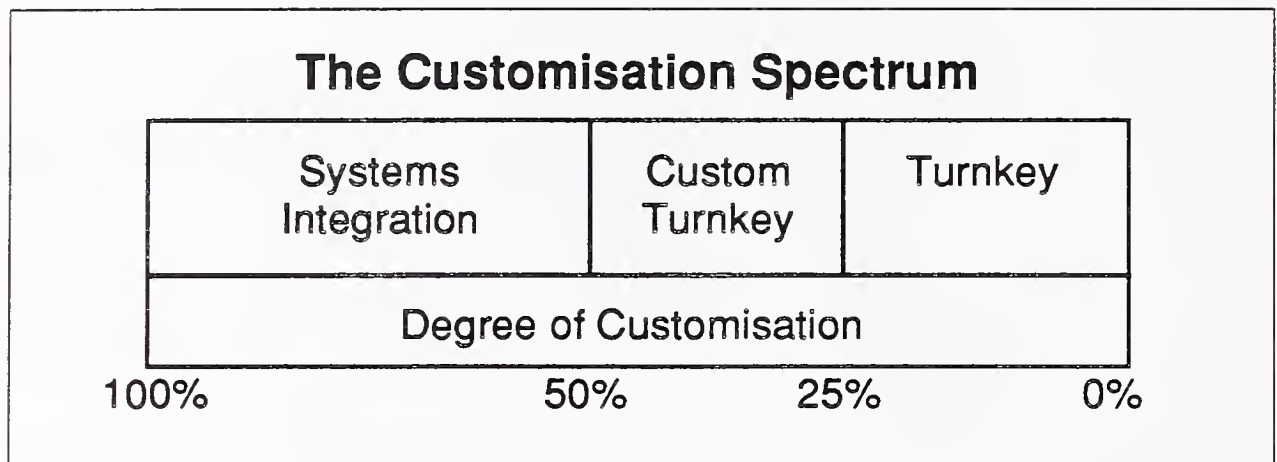 The Customisation Spectrum
Systems
Integration
Custom
Turnkey
Turnkey
Degree of Customisation
100% 50% 25% 0%